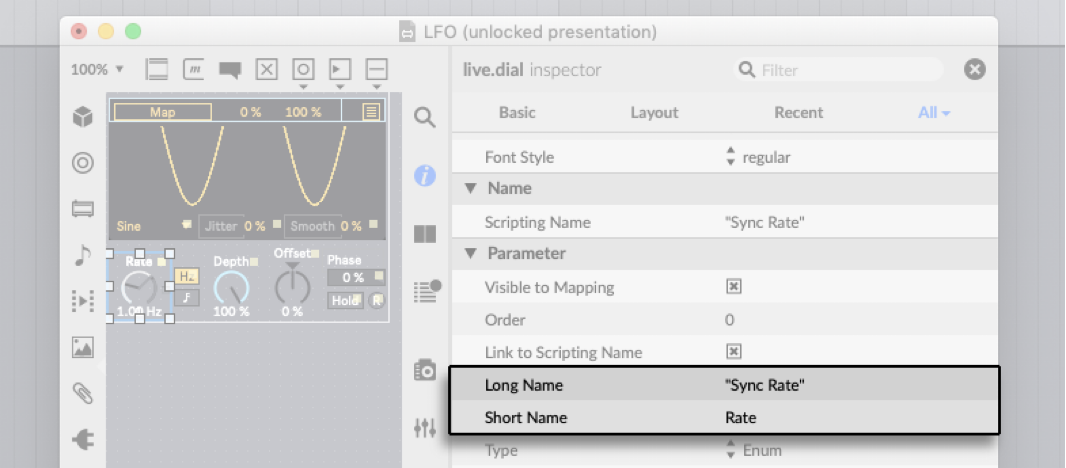 LFO (unlocked presentation)
100%
live.dial inspector
Filter
Basic Layout Recent All
Map 0 % 100 %
Font Style regular
Name
Scripting Name "Sync Rate"
Sine Jitter 0 % Smooth 0 %
Parameter
Rate Depth Offset Phase
Visible to Mapping
0 %
Hz
Order 0
Hold R
1.00 Hz 100 % 0 %
Link to Scripting Name
Long Name "Sync Rate"
Short Name Rate
Type Enum